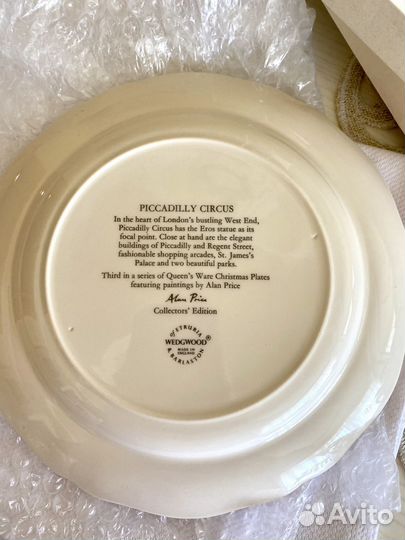 PICCADILLY CIRCUS
In the heart of London's bustling West End,
Piccadilly Circus has the Eros statue as its
focal point. Close at hand are the elegant
buildings of Piccadilly and Regent Street,
fashionable shopping arcades, St. James's
Palace and two beautiful parks.
Third in a series of Queen's Ware Christmas Plates
featuring paintings by Alan Price
Alan Price
Collectors' Edition
OF ETRURIA
WEDGWOOD®
MADE IN
ENGLAND
& BARLASTON
Avito